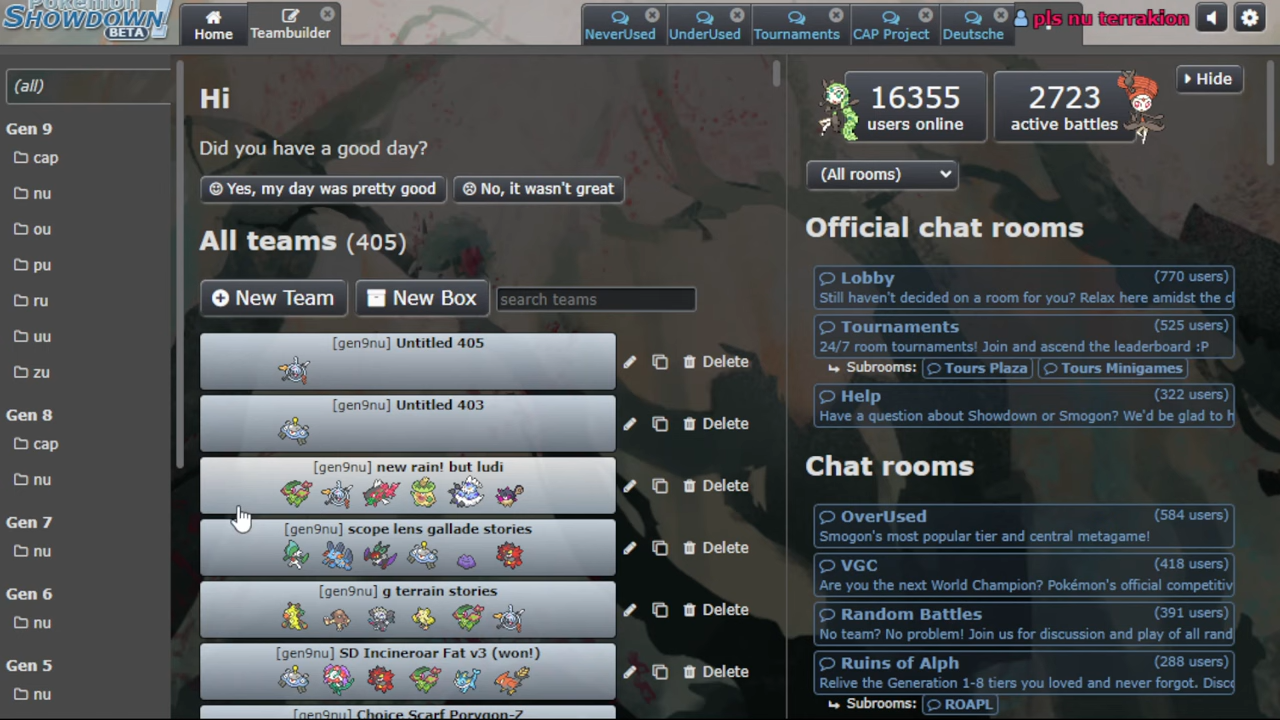 Pokémon
SHOWDOWN!
BETA
Home
Teambuilder
NeverUsed
UnderUsed
Tournaments
CAP Project
Deutsche
pls nu terrakion
(all)
Gen 9
cap
nu
ou
pu
ru
uu
zu
Gen 8
cap
nu
Gen 7
nu
Gen 6
nu
Gen 5
nu
Hi
Did you have a good day?
Yes, my day was pretty good
No, it wasn't great
All teams (405)
New Team
New Box
search teams
[gen9nu] Untitled 405
Delete
[gen9nu] Untitled 403
Delete
[gen9nu] new rain! but ludi
Delete
[gen9nu] scope lens gallade stories
Delete
[gen9nu] g terrain stories
Delete
[gen9nu] SD Incineroar Fat v3 (won!)
Delete
[gen9nu] Choice Scarf Porygon-Z
16355
users online
2723
active battles
Hide
(All rooms)
Official chat rooms
Lobby (770 users)
Still haven't decided on a room for you? Relax here amidst the cl
Tournaments (525 users)
24/7 room tournaments! Join and ascend the leaderboard :P
Subrooms: Tours Plaza Tours Minigames
Help (322 users)
Have a question about Showdown or Smogon? We'd be glad to h
Chat rooms
OverUsed (584 users)
Smogon's most popular tier and central metagame!
VGC (418 users)
Are you the next World Champion? Pokémon's official competitiv
Random Battles (391 users)
No team? No problem! Join us for discussion and play of all rand
Ruins of Alph (288 users)
Relive the Generation 1-8 tiers you loved and never forgot. Disc
Subrooms: ROAPL